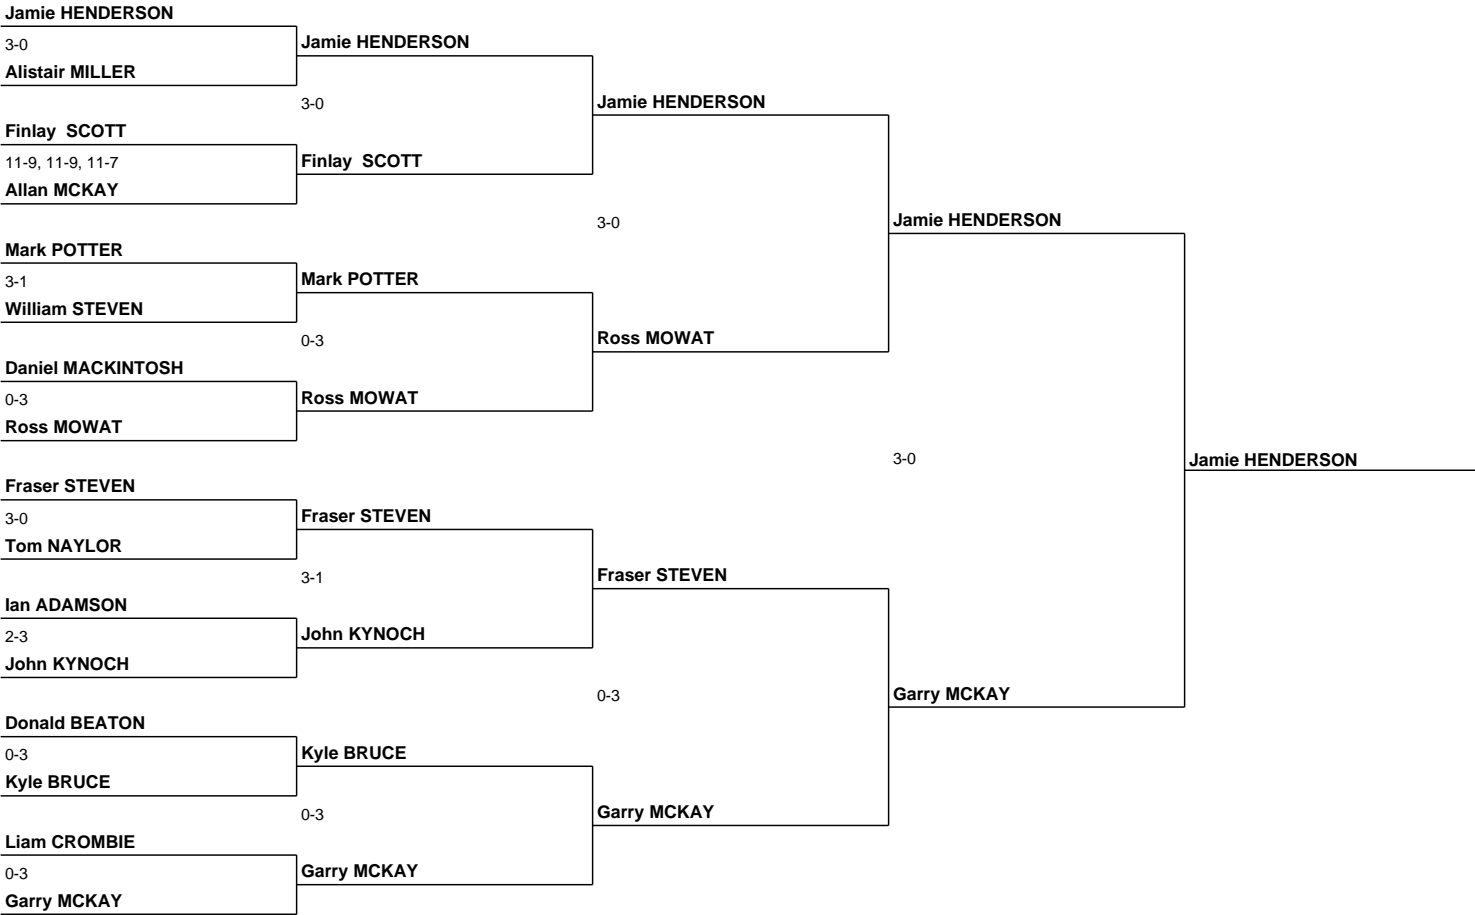 Jamie HENDERSON
3-0
Alistair MILLER
Finlay  SCOTT
11-9, 11-9, 11-7
Allan MCKAY
Mark POTTER
3-1
William STEVEN
Daniel MACKINTOSH
0-3
Ross MOWAT
Fraser STEVEN
3-0
Tom NAYLOR
Ian ADAMSON
2-3
John KYNOCH
Donald BEATON
0-3
Kyle BRUCE
Liam CROMBIE
0-3
Garry MCKAY
Jamie HENDERSON
3-0
Finlay  SCOTT
Mark POTTER
0-3
Ross MOWAT
Fraser STEVEN
3-1
John KYNOCH
Kyle BRUCE
0-3
Garry MCKAY
Jamie HENDERSON
3-0
Ross MOWAT
Fraser STEVEN
0-3
Garry MCKAY
Jamie HENDERSON
3-0
Garry MCKAY
Jamie HENDERSON